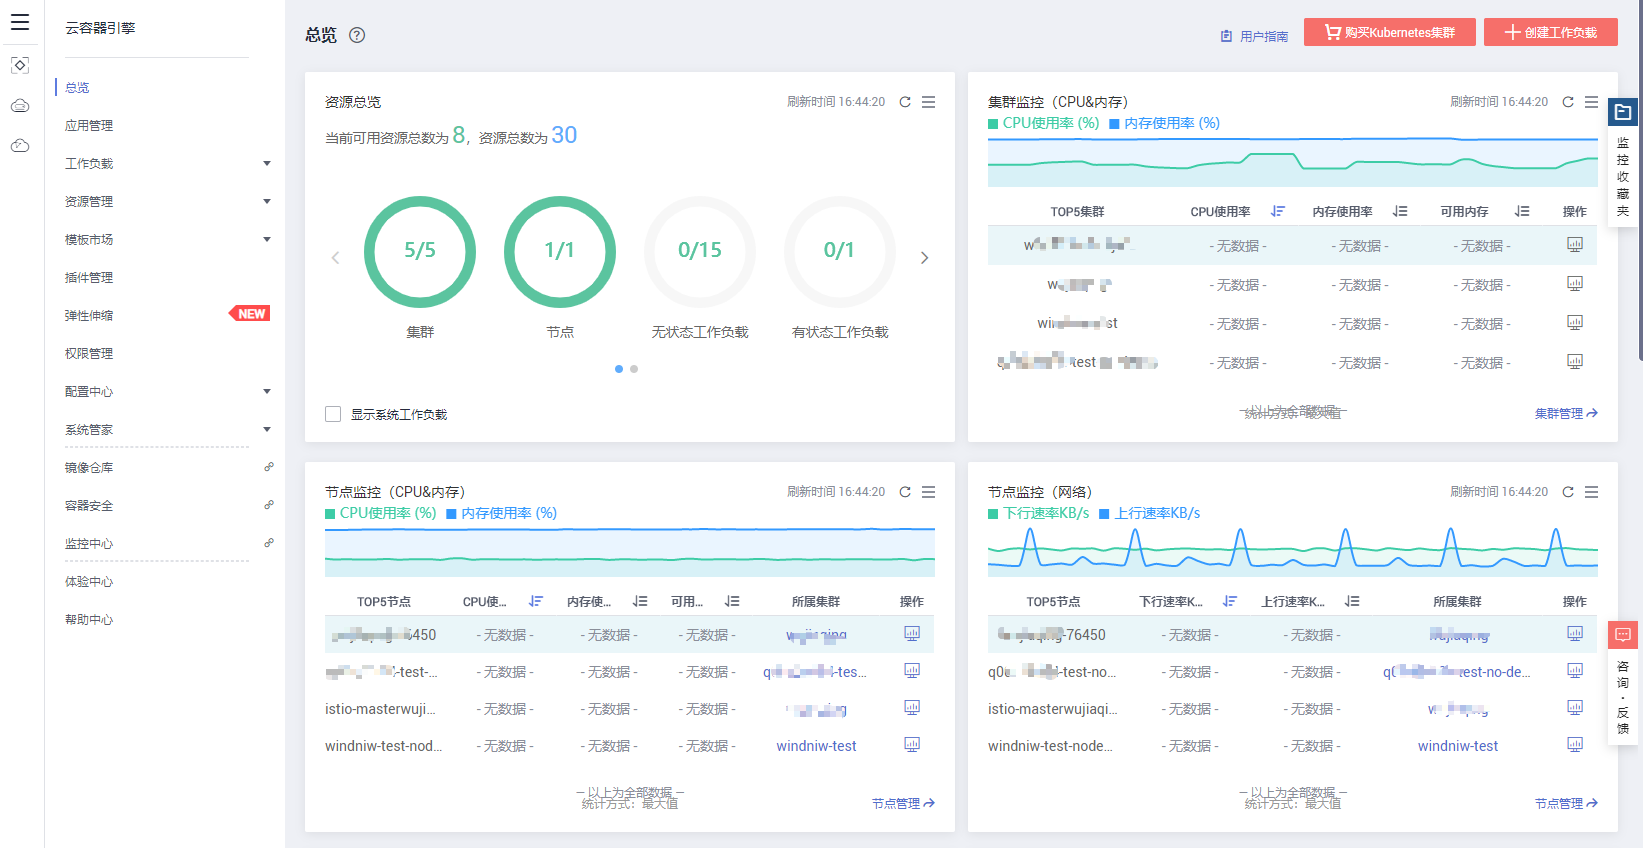 云容器引擎
总览
应用管理
工作负载
资源管理
模板市场
插件管理
弹性伸缩 NEW
权限管理
配置中心
系统管家
镜像仓库
容器安全
监控中心
体验中心
帮助中心
总览 ?
用户指南 购买Kubernetes集群 创建工作负载
资源总览 刷新时间 16:44:20
当前可用资源总数为 8, 资源总数为 30
5/5 1/1 0/15 0/1
集群 节点 无状态工作负载 有状态工作负载
显示系统工作负载
集群监控（CPU&内存） 刷新时间 16:44:20
CPU使用率 (%) 内存使用率 (%)
TOP5集群 CPU使用率 内存使用率 可用内存 操作
- 无数据 - - 无数据 - - 无数据 -
- 无数据 - - 无数据 - - 无数据 -
- 无数据 - - 无数据 - - 无数据 -
- 无数据 - - 无数据 - - 无数据 -
─ 以上为全部数据 ─
统计方式：最大值 集群管理
节点监控（CPU&内存） 刷新时间 16:44:20
CPU使用率 (%) 内存使用率 (%)
TOP5节点 CPU使... 内存使... 可用... 所属集群 操作
- 无数据 - - 无数据 - - 无数据 -
-test-... - 无数据 - - 无数据 - - 无数据 -
istio-masterwuji... - 无数据 - - 无数据 - - 无数据 -
windniw-test-nod... - 无数据 - - 无数据 - - 无数据 - windniw-test
─ 以上为全部数据 ─
统计方式：最大值 节点管理
节点监控（网络） 刷新时间 16:44:20
下行速率KB/s 上行速率KB/s
TOP5节点 下行速率K... 上行速率K... 所属集群 操作
-76450 - 无数据 - - 无数据 -
-test-no... - 无数据 - - 无数据 - test-no-de...
istio-masterwujiaqi... - 无数据 - - 无数据 -
windniw-test-node... - 无数据 - - 无数据 - windniw-test
─ 以上为全部数据 ─
统计方式：最大值 节点管理
监控收藏夹
咨询·反馈